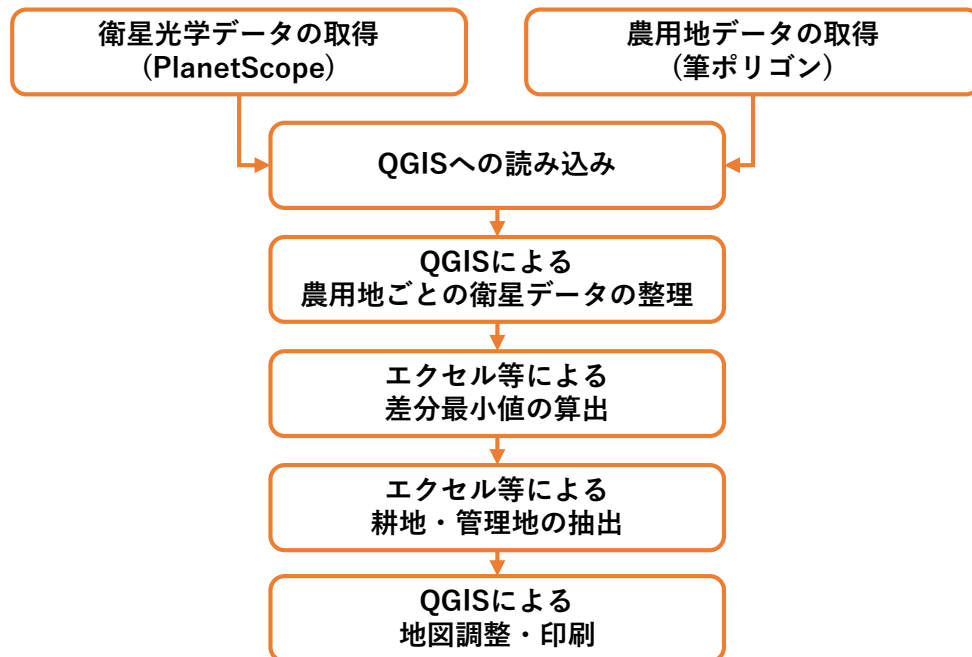 衛星光学データの取得
(PlanetScope)
農用地データの取得
(筆ポリゴン)
QGISへの読み込み
QGISによる
農用地ごとの衛星データの整理
エクセル等による
差分最小値の算出
エクセル等による
耕地・管理地の抽出
QGISによる
地図調整・印刷